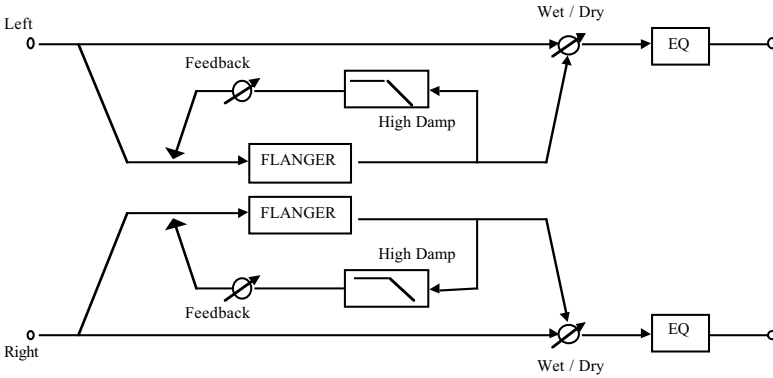 Wet / Dry
Left
EQ
Feedback
High Damp
FLANGER
FLANGER
High Damp
Feedback
EQ
Right
Wet / Dry